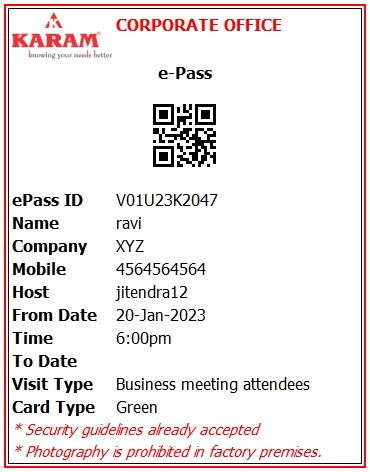 CORPORATE OFFICE
KARAM®
knowing your needs better
e-Pass
ePass ID V01U23K2047
Name ravi
Company XYZ
Mobile 4564564564
Host jitendra12
From Date 20-Jan-2023
Time 6:00pm
To Date
Visit Type Business meeting attendees
Card Type Green
* Security guidelines already accepted
* Photography is prohibited in factory premises.